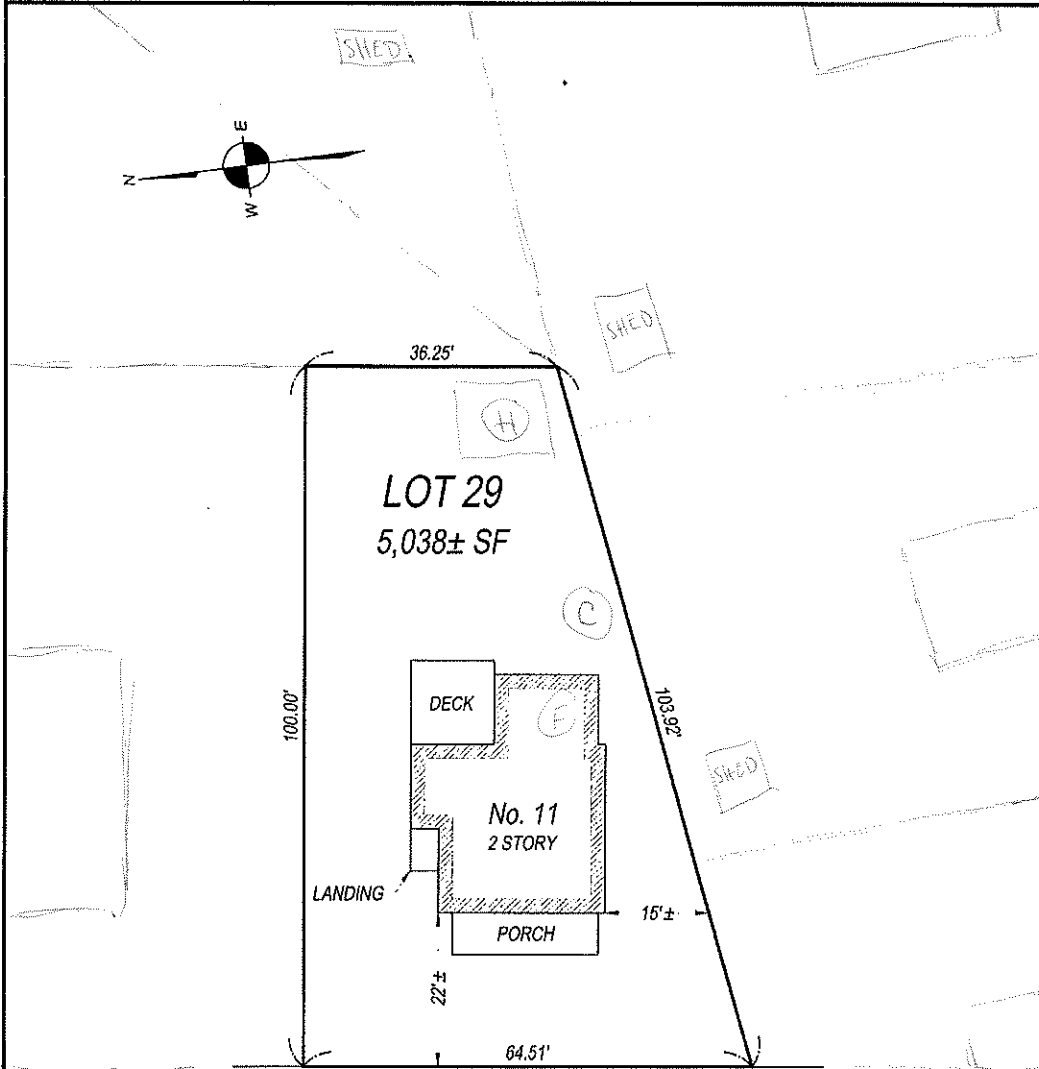 SHED
E
N
W
SHED
36.25'
H
LOT 29
5,038± SF
C
100.00'
DECK
E
103.92'
SHED
No. 11
2 STORY
LANDING
15'±
PORCH
22'±
64.51'